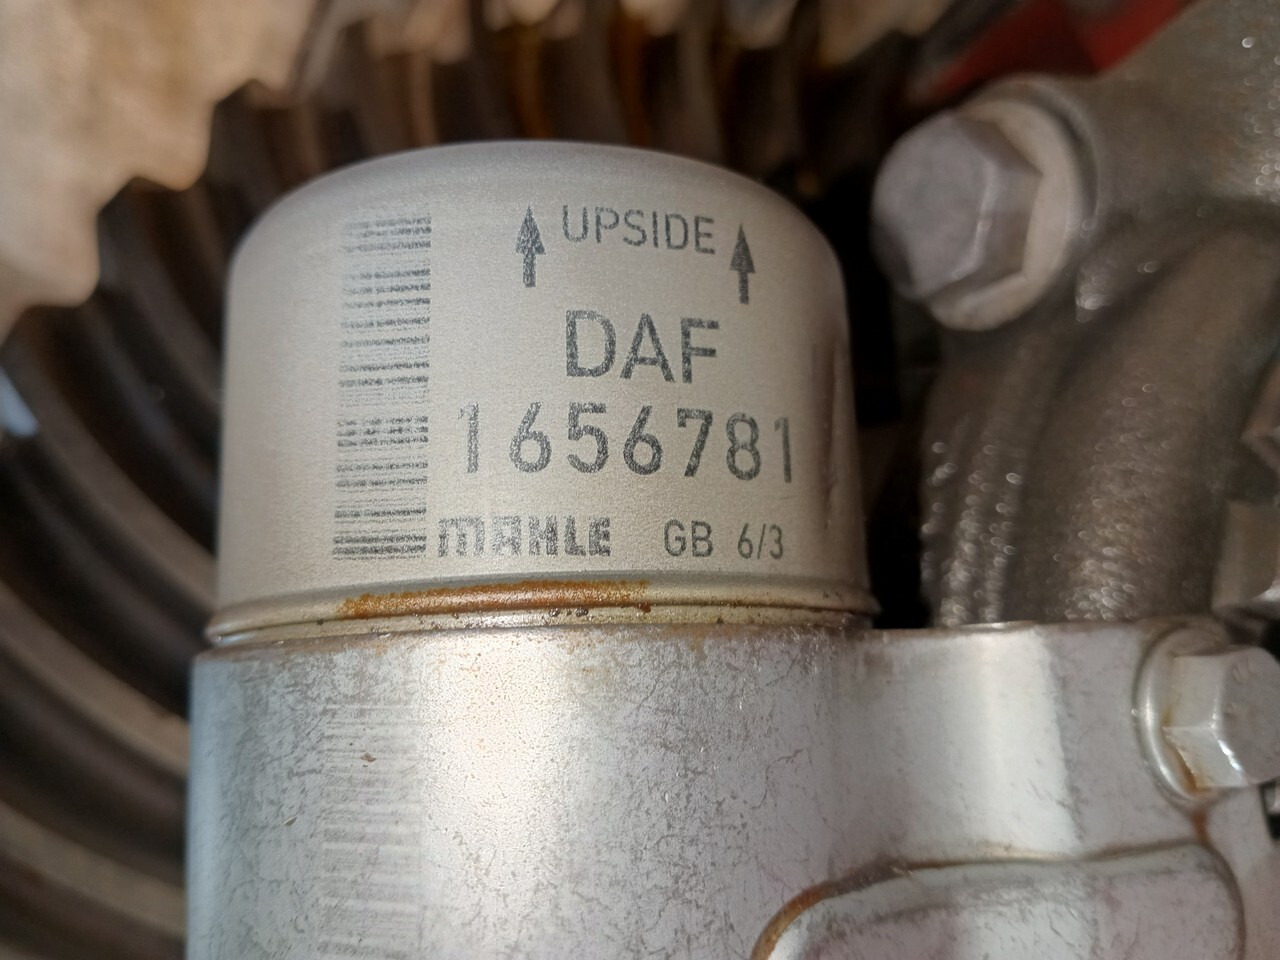 UPSIDE
DAF
1656781
MAHLE GB 6/3